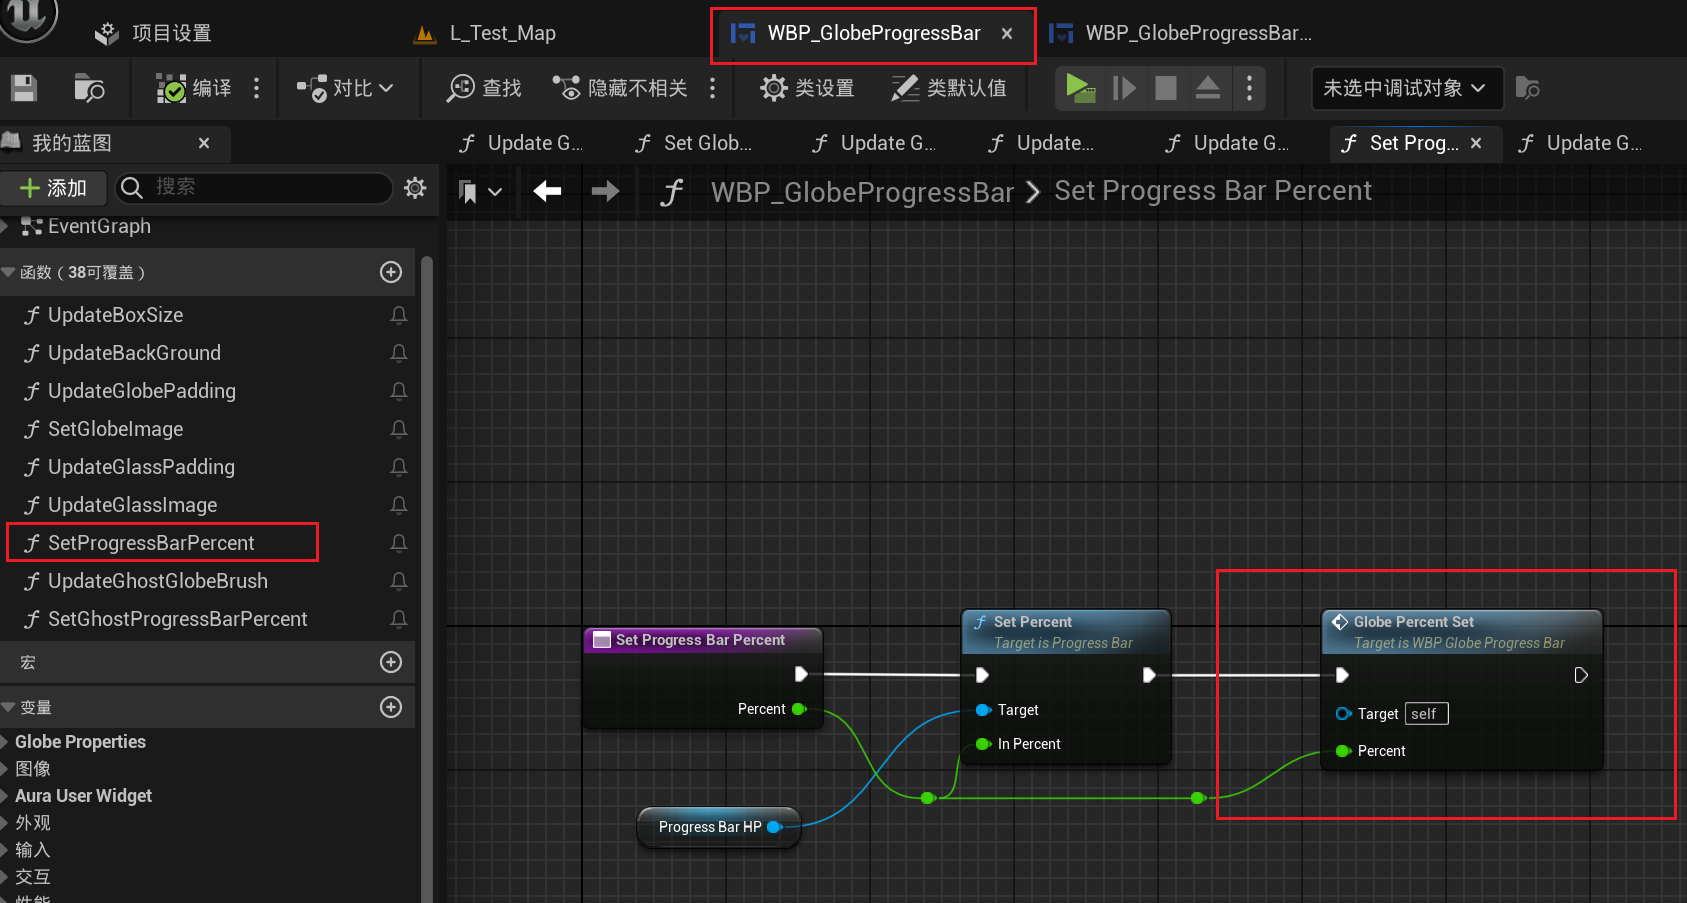 项目设置
L_Test_Map
WBP_GlobeProgressBar
WBP_GlobeProgressBar...
编译
对比
查找
隐藏不相关
类设置
类默认值
未选中调试对象
我的蓝图
Update G...
Set Glob...
Update G...
Update...
Update G...
Set Prog...
Update G...
添加
搜索
WBP_GlobeProgressBar
Set Progress Bar Percent
EventGraph
函数（38可覆盖）
UpdateBoxSize
UpdateBackGround
UpdateGlobePadding
SetGlobeImage
UpdateGlassPadding
UpdateGlassImage
SetProgressBarPercent
UpdateGhostGlobeBrush
SetGhostProgressBarPercent
宏
变量
Globe Properties
图像
Aura User Widget
外观
输入
交互
性能
Set Progress Bar Percent
Percent
Progress Bar HP
Set Percent
Target is Progress Bar
Target
In Percent
Globe Percent Set
Target is WBP Globe Progress Bar
Target self
Percent